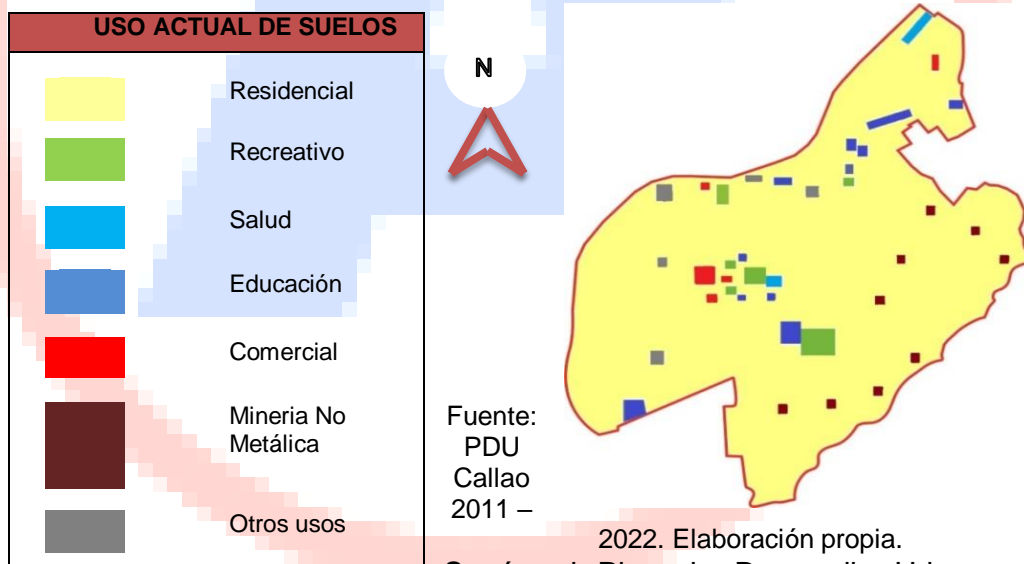 USO ACTUAL DE SUELOS
Residencial
Recreativo
Salud
Educación
Comercial
Mineria No
Metálica
Otros usos
N
Fuente:
PDU
Callao
2011 –
2022. Elaboración propia.